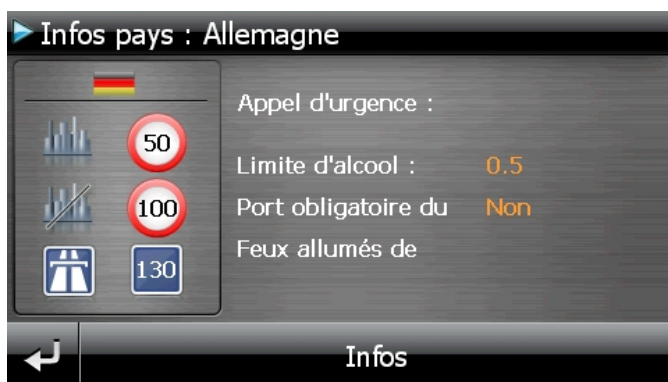 Infos pays : Allemagne
50
100
130
Appel d'urgence :
Limite d'alcool : 0.5
Port obligatoire du Non
Feux allumés de
Infos